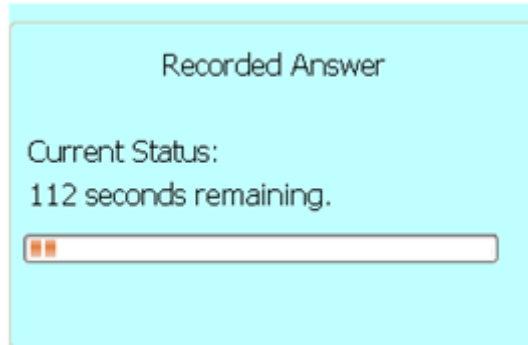 Recorded Answer
Current Status:
112 seconds remaining.